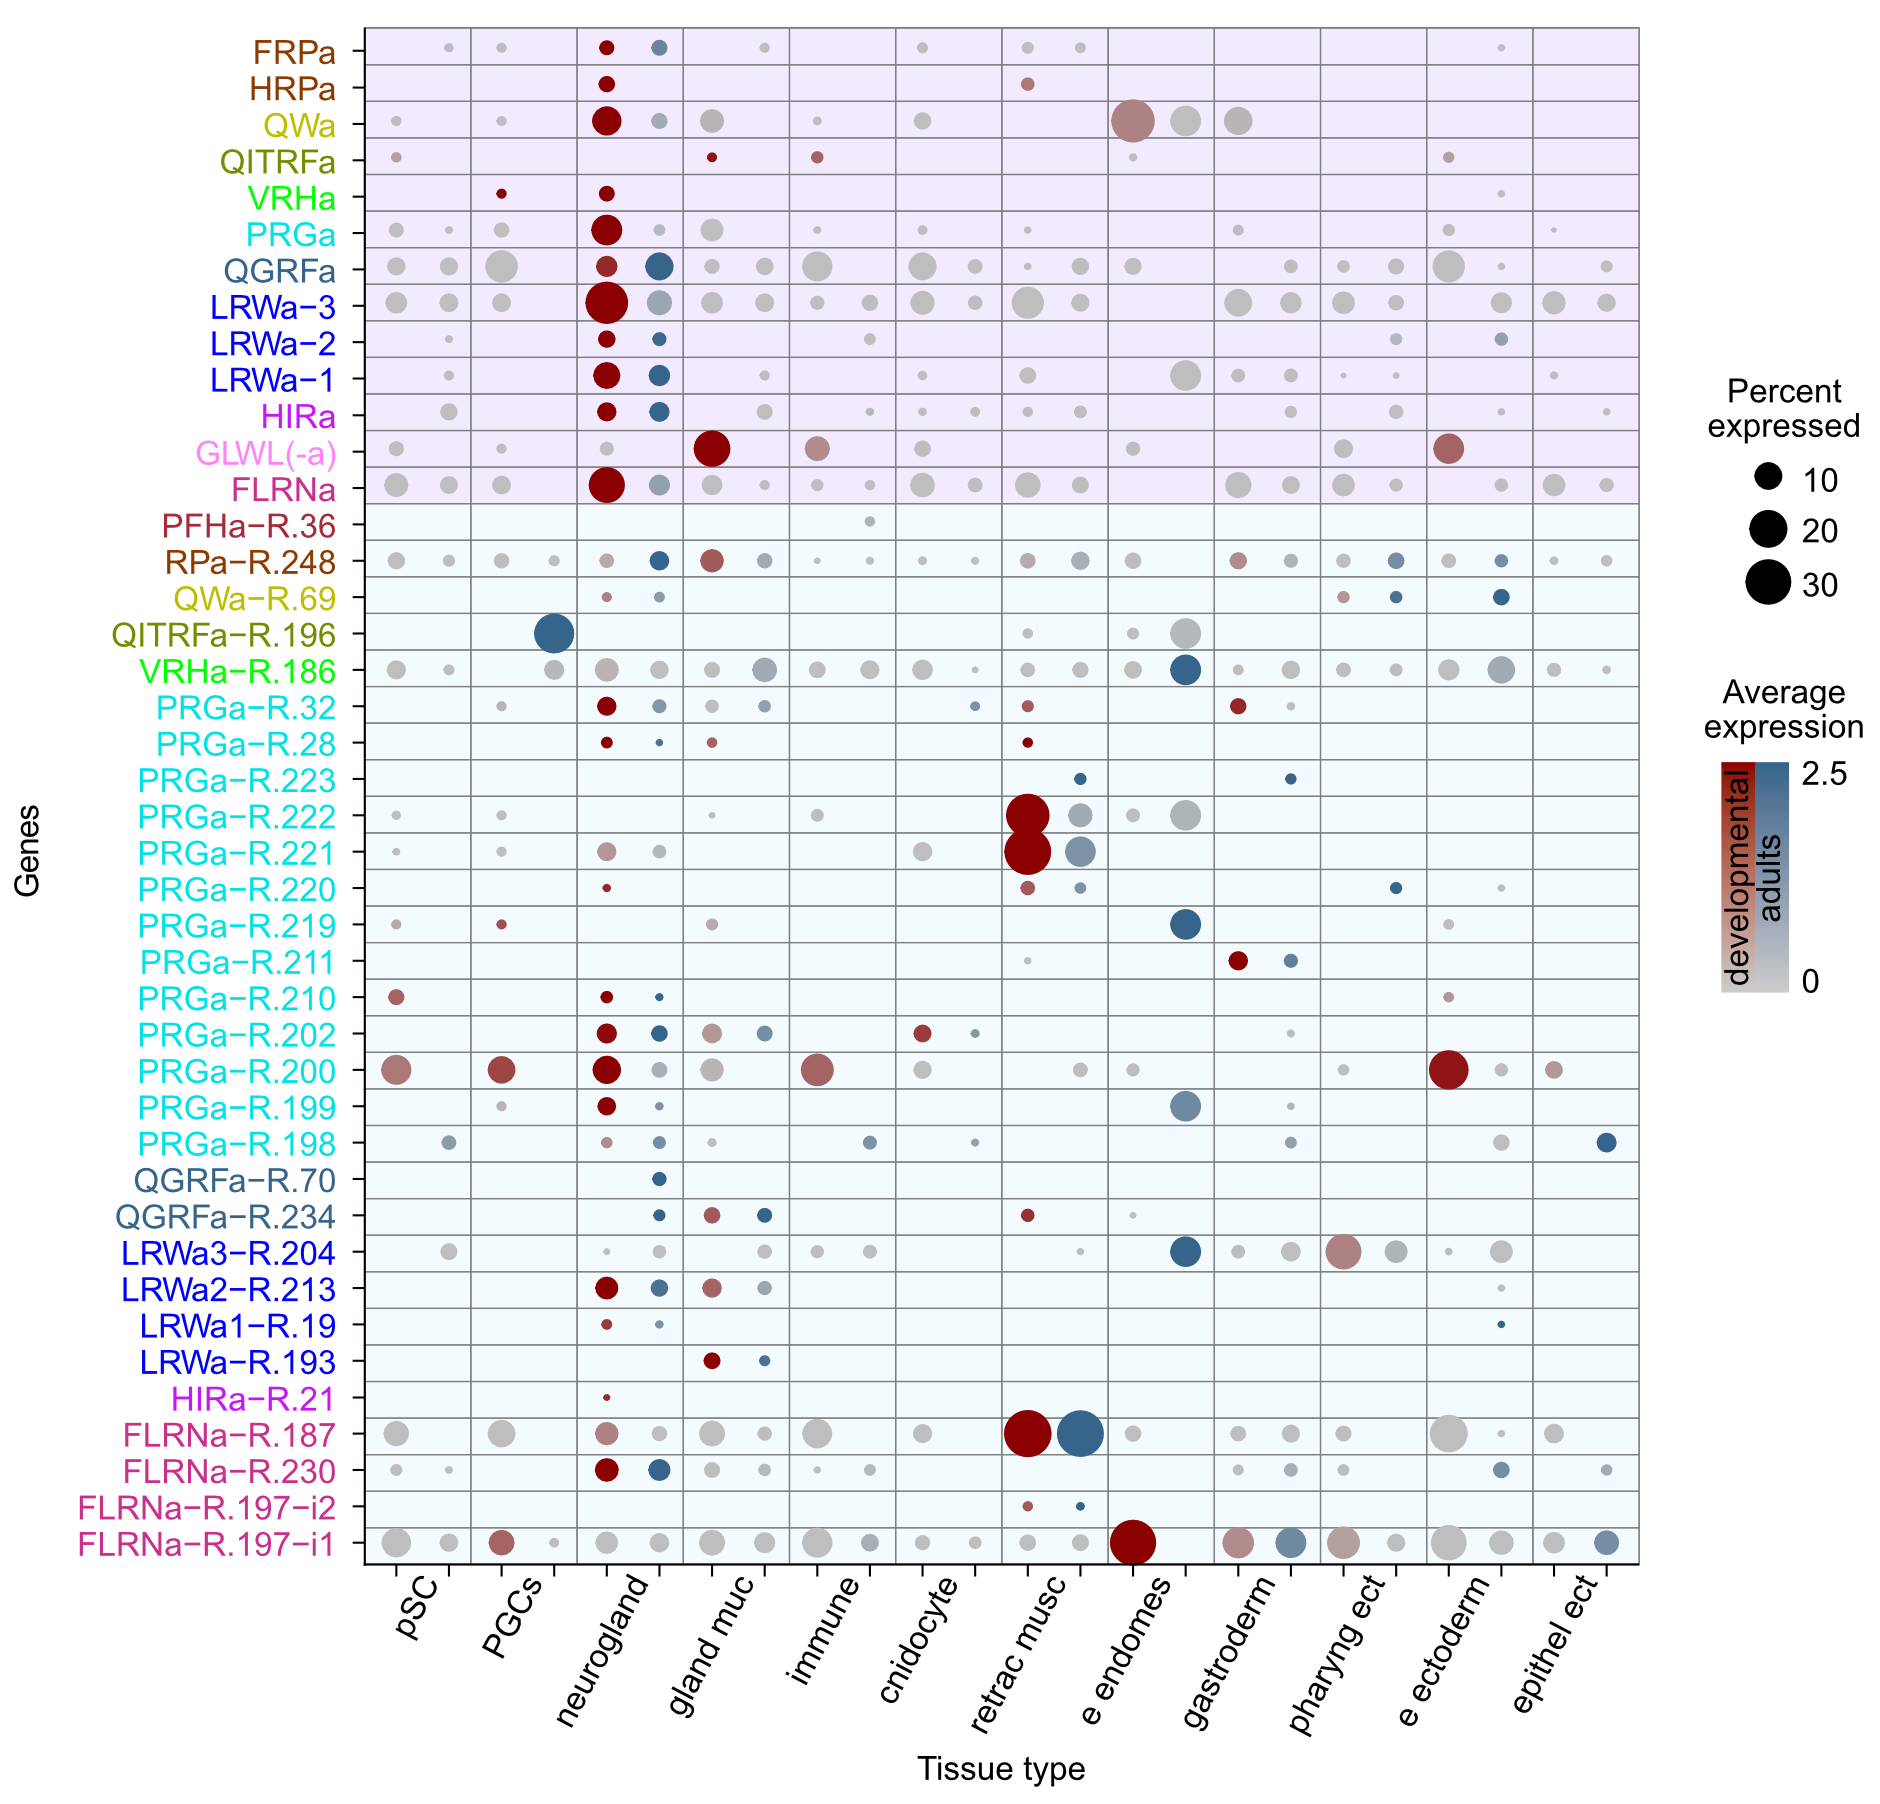 FRPa
HRPa
QWa
QITRFa
VRHa
PRGa
QGRFa
LRWa−3
LRWa−2
LRWa−1
HIRa
GLWL(-a)
FLRNa
PFHa−R.36
RPa−R.248
QWa−R.69
QITRFa−R.196
VRHa−R.186
PRGa−R.32
PRGa−R.28
PRGa−R.223
PRGa−R.222
PRGa−R.221
PRGa−R.220
PRGa−R.219
PRGa−R.211
PRGa−R.210
PRGa−R.202
PRGa−R.200
PRGa−R.199
PRGa−R.198
QGRFa−R.70
QGRFa−R.234
LRWa3−R.204
LRWa2−R.213
LRWa1−R.19
LRWa−R.193
HIRa−R.21
FLRNa−R.187
FLRNa−R.230
FLRNa−R.197−i2
FLRNa−R.197−i1
Genes
pSC
PGCs
neurogland
gland muc
immune
cnidocyte
retrac musc
e endomes
gastroderm
pharyng ect
e ectoderm
epithel ect
Tissue type
Percent
expressed
10
20
30
Average
expression
2.5
0
developmental
adults